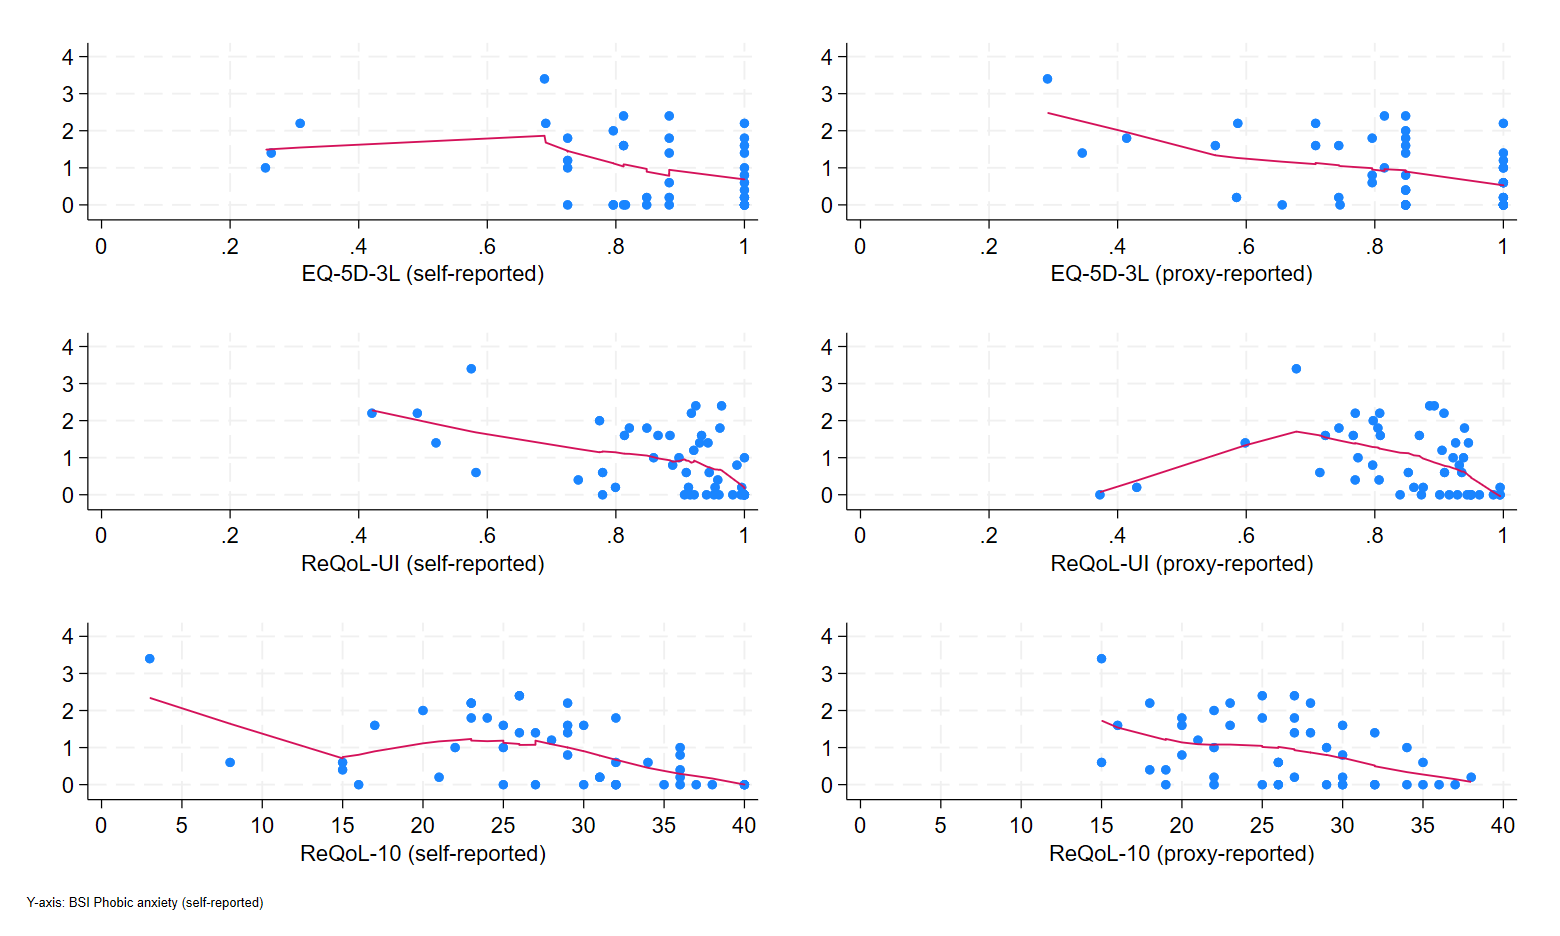 4
3
2
1
0
0 .2 .4 .6 .8 1
EQ-5D-3L (self-reported)
4
3
2
1
0
0 .2 .4 .6 .8 1
EQ-5D-3L (proxy-reported)
4
3
2
1
0
0 .2 .4 .6 .8 1
ReQoL-UI (self-reported)
4
3
2
1
0
0 .2 .4 .6 .8 1
ReQoL-UI (proxy-reported)
4
3
2
1
0
0 5 10 15 20 25 30 35 40
ReQoL-10 (self-reported)
4
3
2
1
0
0 5 10 15 20 25 30 35 40
ReQoL-10 (proxy-reported)
Y-axis: BSI Phobic anxiety (self-reported)